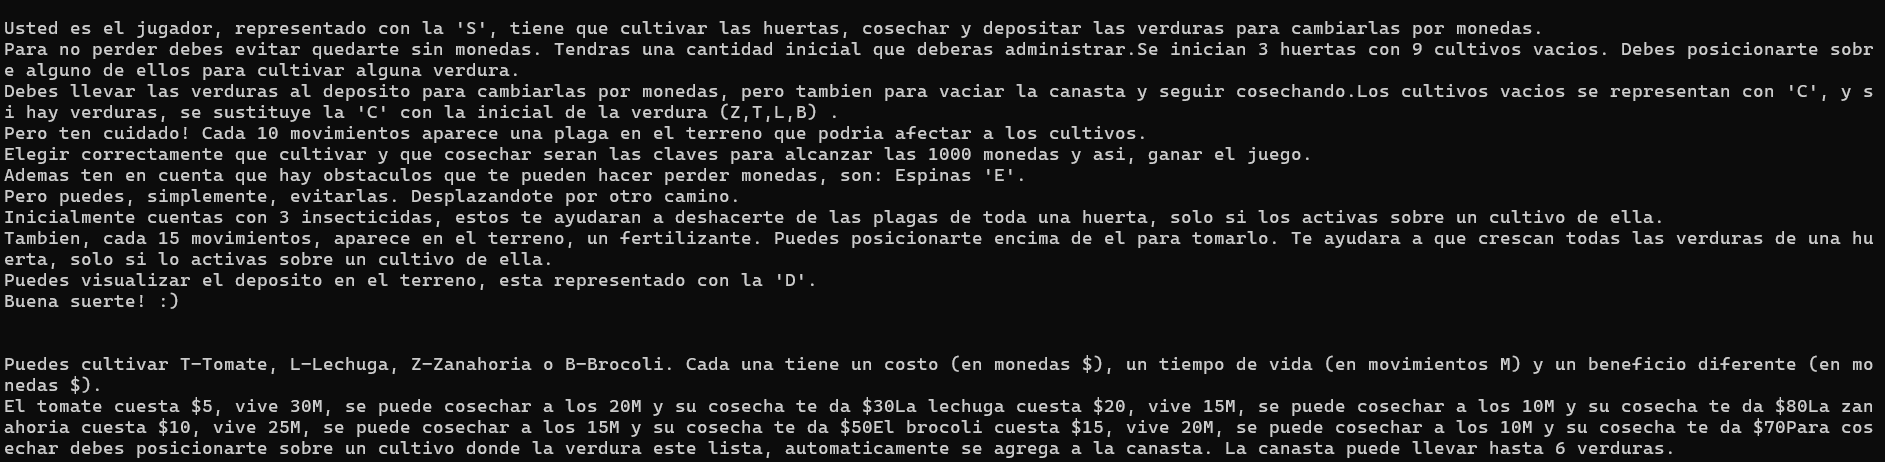 Usted es el jugador, representado con la 'S', tiene que cultivar las huertas, cosechar y depositar las verduras para cambiarlas por monedas.
Para no perder debes evitar quedarte sin monedas. Tendras una cantidad inicial que deberas administrar.Se inician 3 huertas con 9 cultivos vacios. Debes posicionarte sobr
e alguno de ellos para cultivar alguna verdura.
Debes llevar las verduras al deposito para cambiarlas por monedas, pero tambien para vaciar la canasta y seguir cosechando.Los cultivos vacios se representan con 'C', y s
i hay verduras, se sustituye la 'C' con la inicial de la verdura (Z,T,L,B) .
Pero ten cuidado! Cada 10 movimientos aparece una plaga en el terreno que podria afectar a los cultivos.
Elegir correctamente que cultivar y que cosechar seran las claves para alcanzar las 1000 monedas y asi, ganar el juego.
Ademas ten en cuenta que hay obstaculos que te pueden hacer perder monedas, son: Espinas 'E'.
Pero puedes, simplemente, evitarlas. Desplazandote por otro camino.
Inicialmente cuentas con 3 insecticidas, estos te ayudaran a deshacerte de las plagas de toda una huerta, solo si los activas sobre un cultivo de ella.
Tambien, cada 15 movimientos, aparece en el terreno, un fertilizante. Puedes posicionarte encima de el para tomarlo. Te ayudara a que crescan todas las verduras de una hu
erta, solo si lo activas sobre un cultivo de ella.
Puedes visualizar el deposito en el terreno, esta representado con la 'D'.
Buena suerte! :)
Puedes cultivar T-Tomate, L-Lechuga, Z-Zanahoria o B-Brocoli. Cada una tiene un costo (en monedas $), un tiempo de vida (en movimientos M) y un beneficio diferente (en mo
nedas $).
El tomate cuesta $5, vive 30M, se puede cosechar a los 20M y su cosecha te da $30La lechuga cuesta $20, vive 15M, se puede cosechar a los 10M y su cosecha te da $80La zan
ahoria cuesta $10, vive 25M, se puede cosechar a los 15M y su cosecha te da $50El brocoli cuesta $15, vive 20M, se puede cosechar a los 10M y su cosecha te da $70Para cos
echar debes posicionarte sobre un cultivo donde la verdura este lista, automaticamente se agrega a la canasta. La canasta puede llevar hasta 6 verduras.